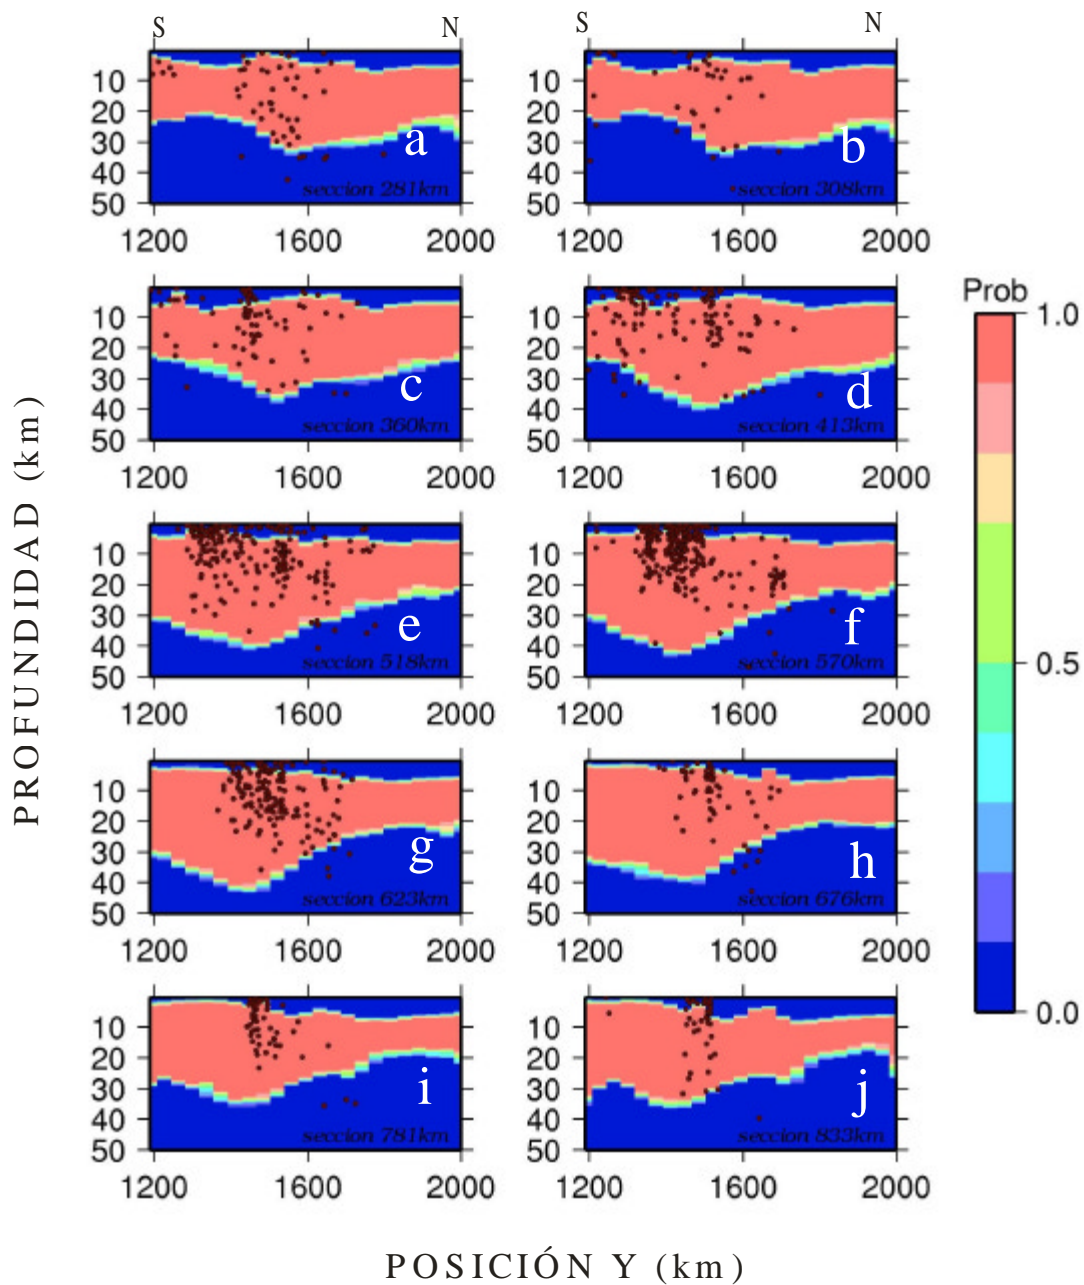 S N S N
10 20 30 40 50
a
seccion 281km
1200 1600 2000
10 20 30 40 50
b
seccion 308km
1200 1600 2000
10 20 30 40 50
c
seccion 360km
1200 1600 2000
10 20 30 40 50
d
seccion 413km
1200 1600 2000
10 20 30 40 50
e
seccion 518km
1200 1600 2000
10 20 30 40 50
f
seccion 570km
1200 1600 2000
10 20 30 40 50
g
seccion 623km
1200 1600 2000
10 20 30 40 50
h
seccion 676km
1200 1600 2000
10 20 30 40 50
i
seccion 781km
1200 1600 2000
10 20 30 40 50
j
seccion 833km
1200 1600 2000
Prob
1.0
0.5
0.0
PROFUNDIDAD (km)
POSICIÓN Y (km)